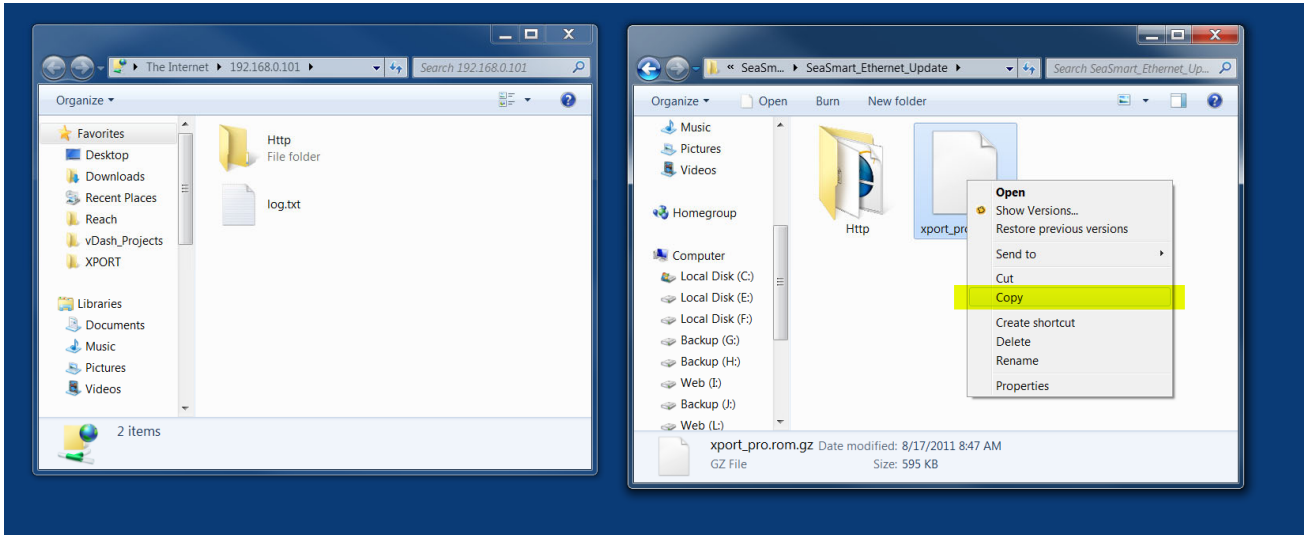 The Internet 192.168.0.101 Search 192.168.0.101
Organize
Favorites
Desktop
Downloads
Recent Places
Reach
vDash_Projects
XPORT
Libraries
Documents
Music
Pictures
Videos
Http
File folder
log.txt
2 items
« SeaSm... SeaSmart_Ethernet_Update Search SeaSmart_Ethernet_Up...
Organize Open Burn New folder
Music
Pictures
Videos
Homegroup
Computer
Local Disk (C:)
Local Disk (E:)
Local Disk (F:)
Backup (G:)
Backup (H:)
Web (I:)
Backup (J:)
Web (L:)
Http
xport_pr
Open
Show Versions...
Restore previous versions
Send to
Cut
Copy
Create shortcut
Delete
Rename
Properties
xport_pro.rom.gz Date modified: 8/17/2011 8:47 AM
GZ File Size: 595 KB